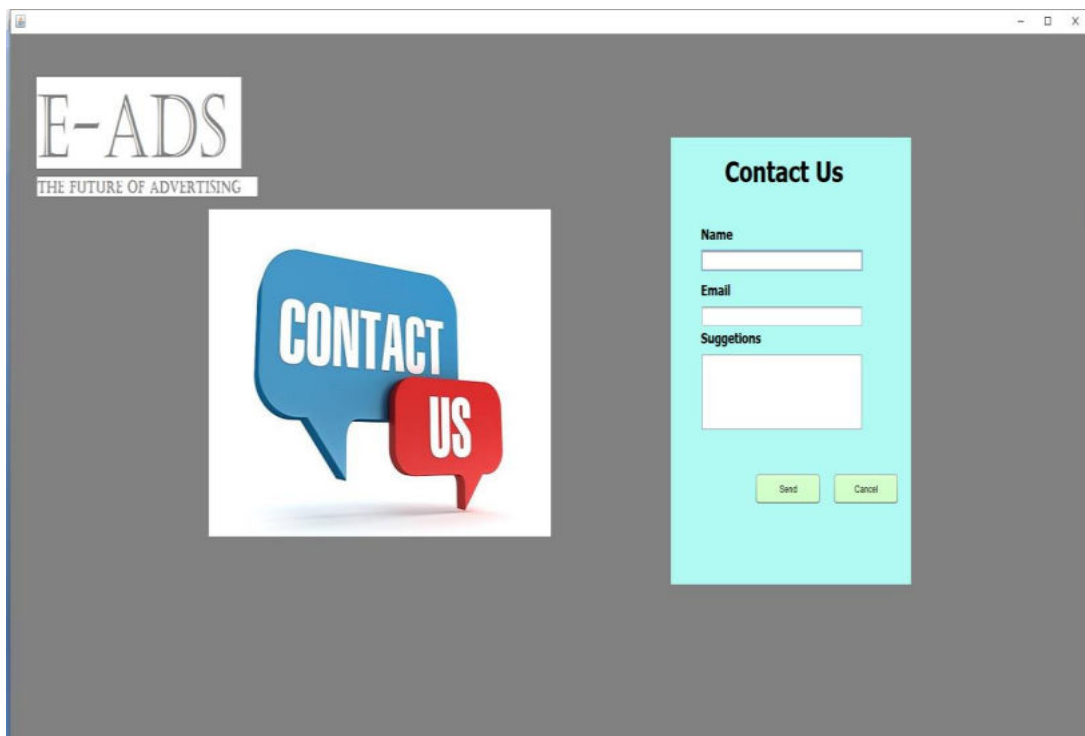 E-ADS
THE FUTURE OF ADVERTISING
CONTACT
US
Contact Us
Name
Email
Suggetions
Send
Cancel